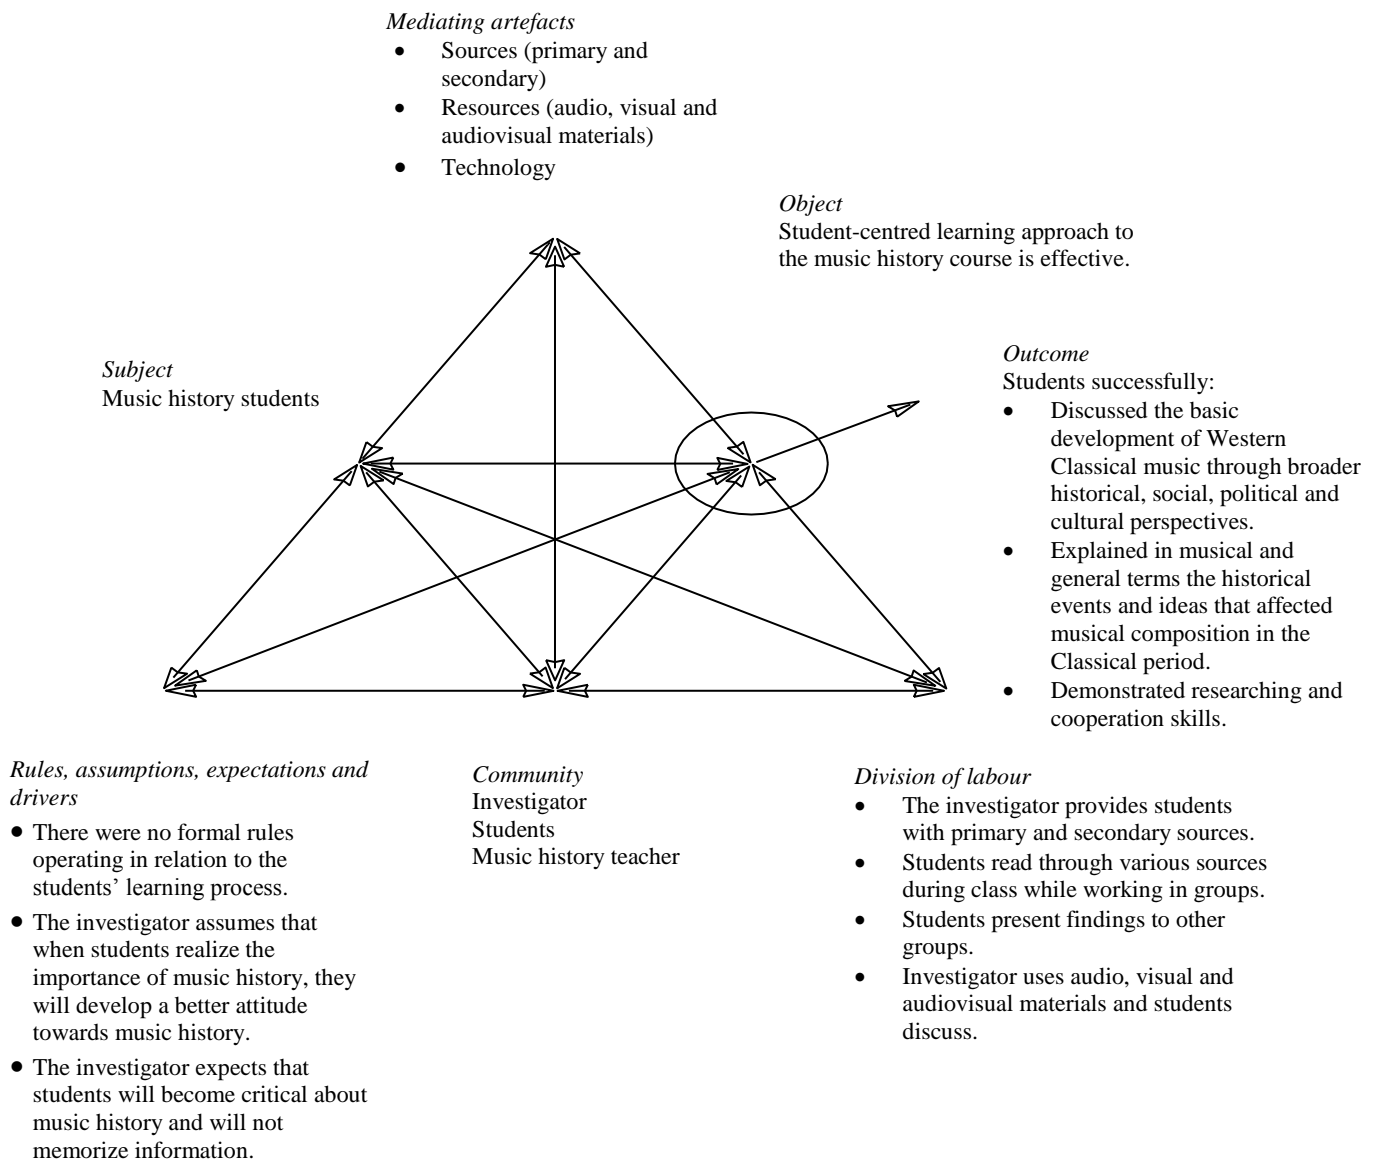 Mediating artefacts
• Sources (primary and
secondary)
• Resources (audio, visual and
audiovisual materials)
• Technology
Object
Student-centred learning approach to
the music history course is effective.
Subject
Music history students
Outcome
Students successfully:
• Discussed the basic
development of Western
Classical music through broader
historical, social, political and
cultural perspectives.
• Explained in musical and
general terms the historical
events and ideas that affected
musical composition in the
Classical period.
• Demonstrated researching and
cooperation skills.
Rules, assumptions, expectations and
drivers
• There were no formal rules
operating in relation to the
students’ learning process.
• The investigator assumes that
when students realize the
importance of music history, they
will develop a better attitude
towards music history.
• The investigator expects that
students will become critical about
music history and will not
memorize information.
Community
Investigator
Students
Music history teacher
Division of labour
• The investigator provides students
with primary and secondary sources.
• Students read through various sources
during class while working in groups.
• Students present findings to other
groups.
• Investigator uses audio, visual and
audiovisual materials and students
discuss.